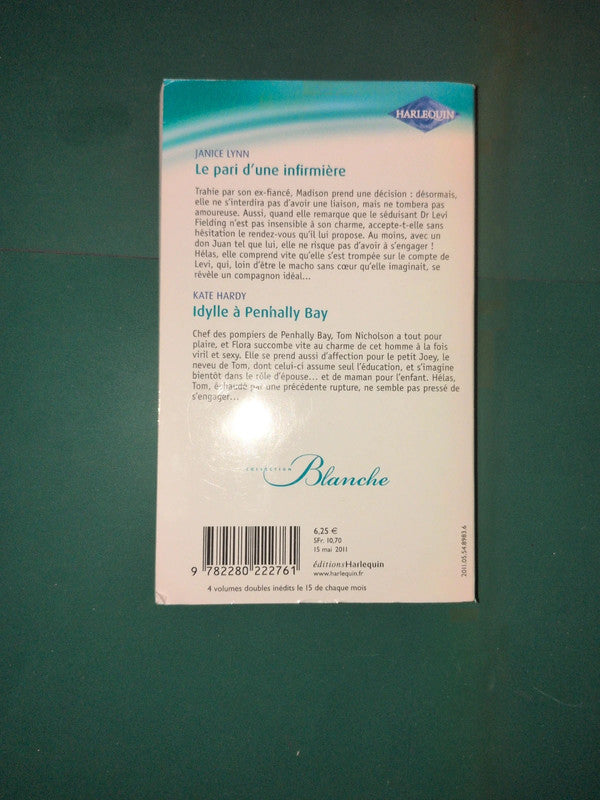 HARLEQUIN
JANICE LYNN
Le pari d'une infirmière
Trahie par son ex-fiancé, Madison prend une décision : désormais,
elle ne s'interdira pas d'avoir une liaison, mais ne tombera pas
amoureuse. Aussi, quand elle remarque que le séduisant Dr Levi
Fielding n'est pas insensible à son charme, accepte-t-elle sans
hésitation le rendez-vous qu'il lui propose. Au moins, avec un
don Juan tel que lui, elle ne risque pas d'avoir à s'engager !
Hélas, elle comprend vite qu'elle s'est trompée sur le compte de
Levi, qui, loin d'être le macho sans cœur qu'elle imaginait, se
révèle un compagnon idéal...
KATE HARDY
Idylle à Penhally Bay
Chef des pompiers de Penhally Bay, Tom Nicholson a tout pour
plaire, et Flora succombe vite au charme de cet homme à la fois
viril et sexy. Elle se prend aussi d'affection pour le petit Joey, le
neveu de Tom, dont celui-ci assume seul l'éducation, et s'imagine
bientôt dans le rôle d'épouse... et de maman pour l'enfant. Hélas,
Tom, échaudé par une précédente rupture, ne semble pas pressé de
s'engager...
COLLECTION
Blanche
6,25 €
SFr. 10,70
15 mai 2011
éditionsHarlequin
www.harlequin.fr
9 782280 222761
4 volumes doubles inédits le 15 de chaque mois
2011.05.54.8983.6